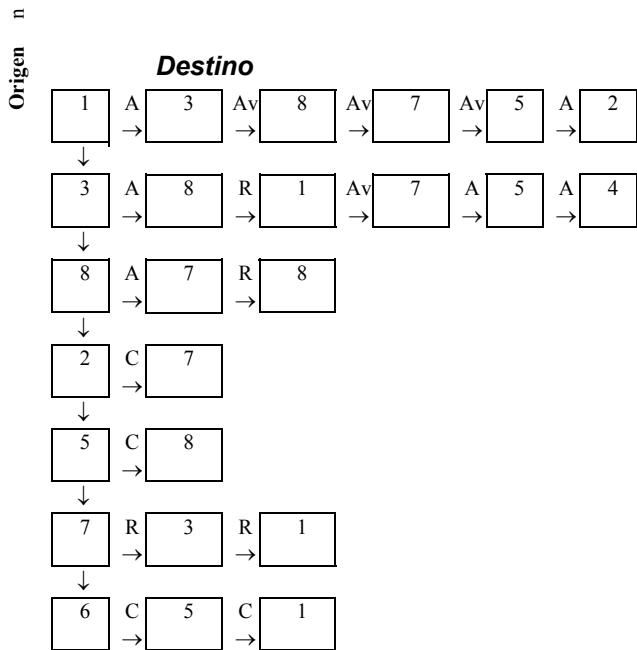 Origen n
Destino
1 A → 3 Av → 8 Av → 7 Av → 5 A → 2
↓
3 A → 8 R → 1 Av → 7 A → 5 A → 4
↓
8 A → 7 R → 8
↓
2 C → 7
↓
5 C → 8
↓
7 R → 3 R → 1
↓
6 C → 5 C → 1